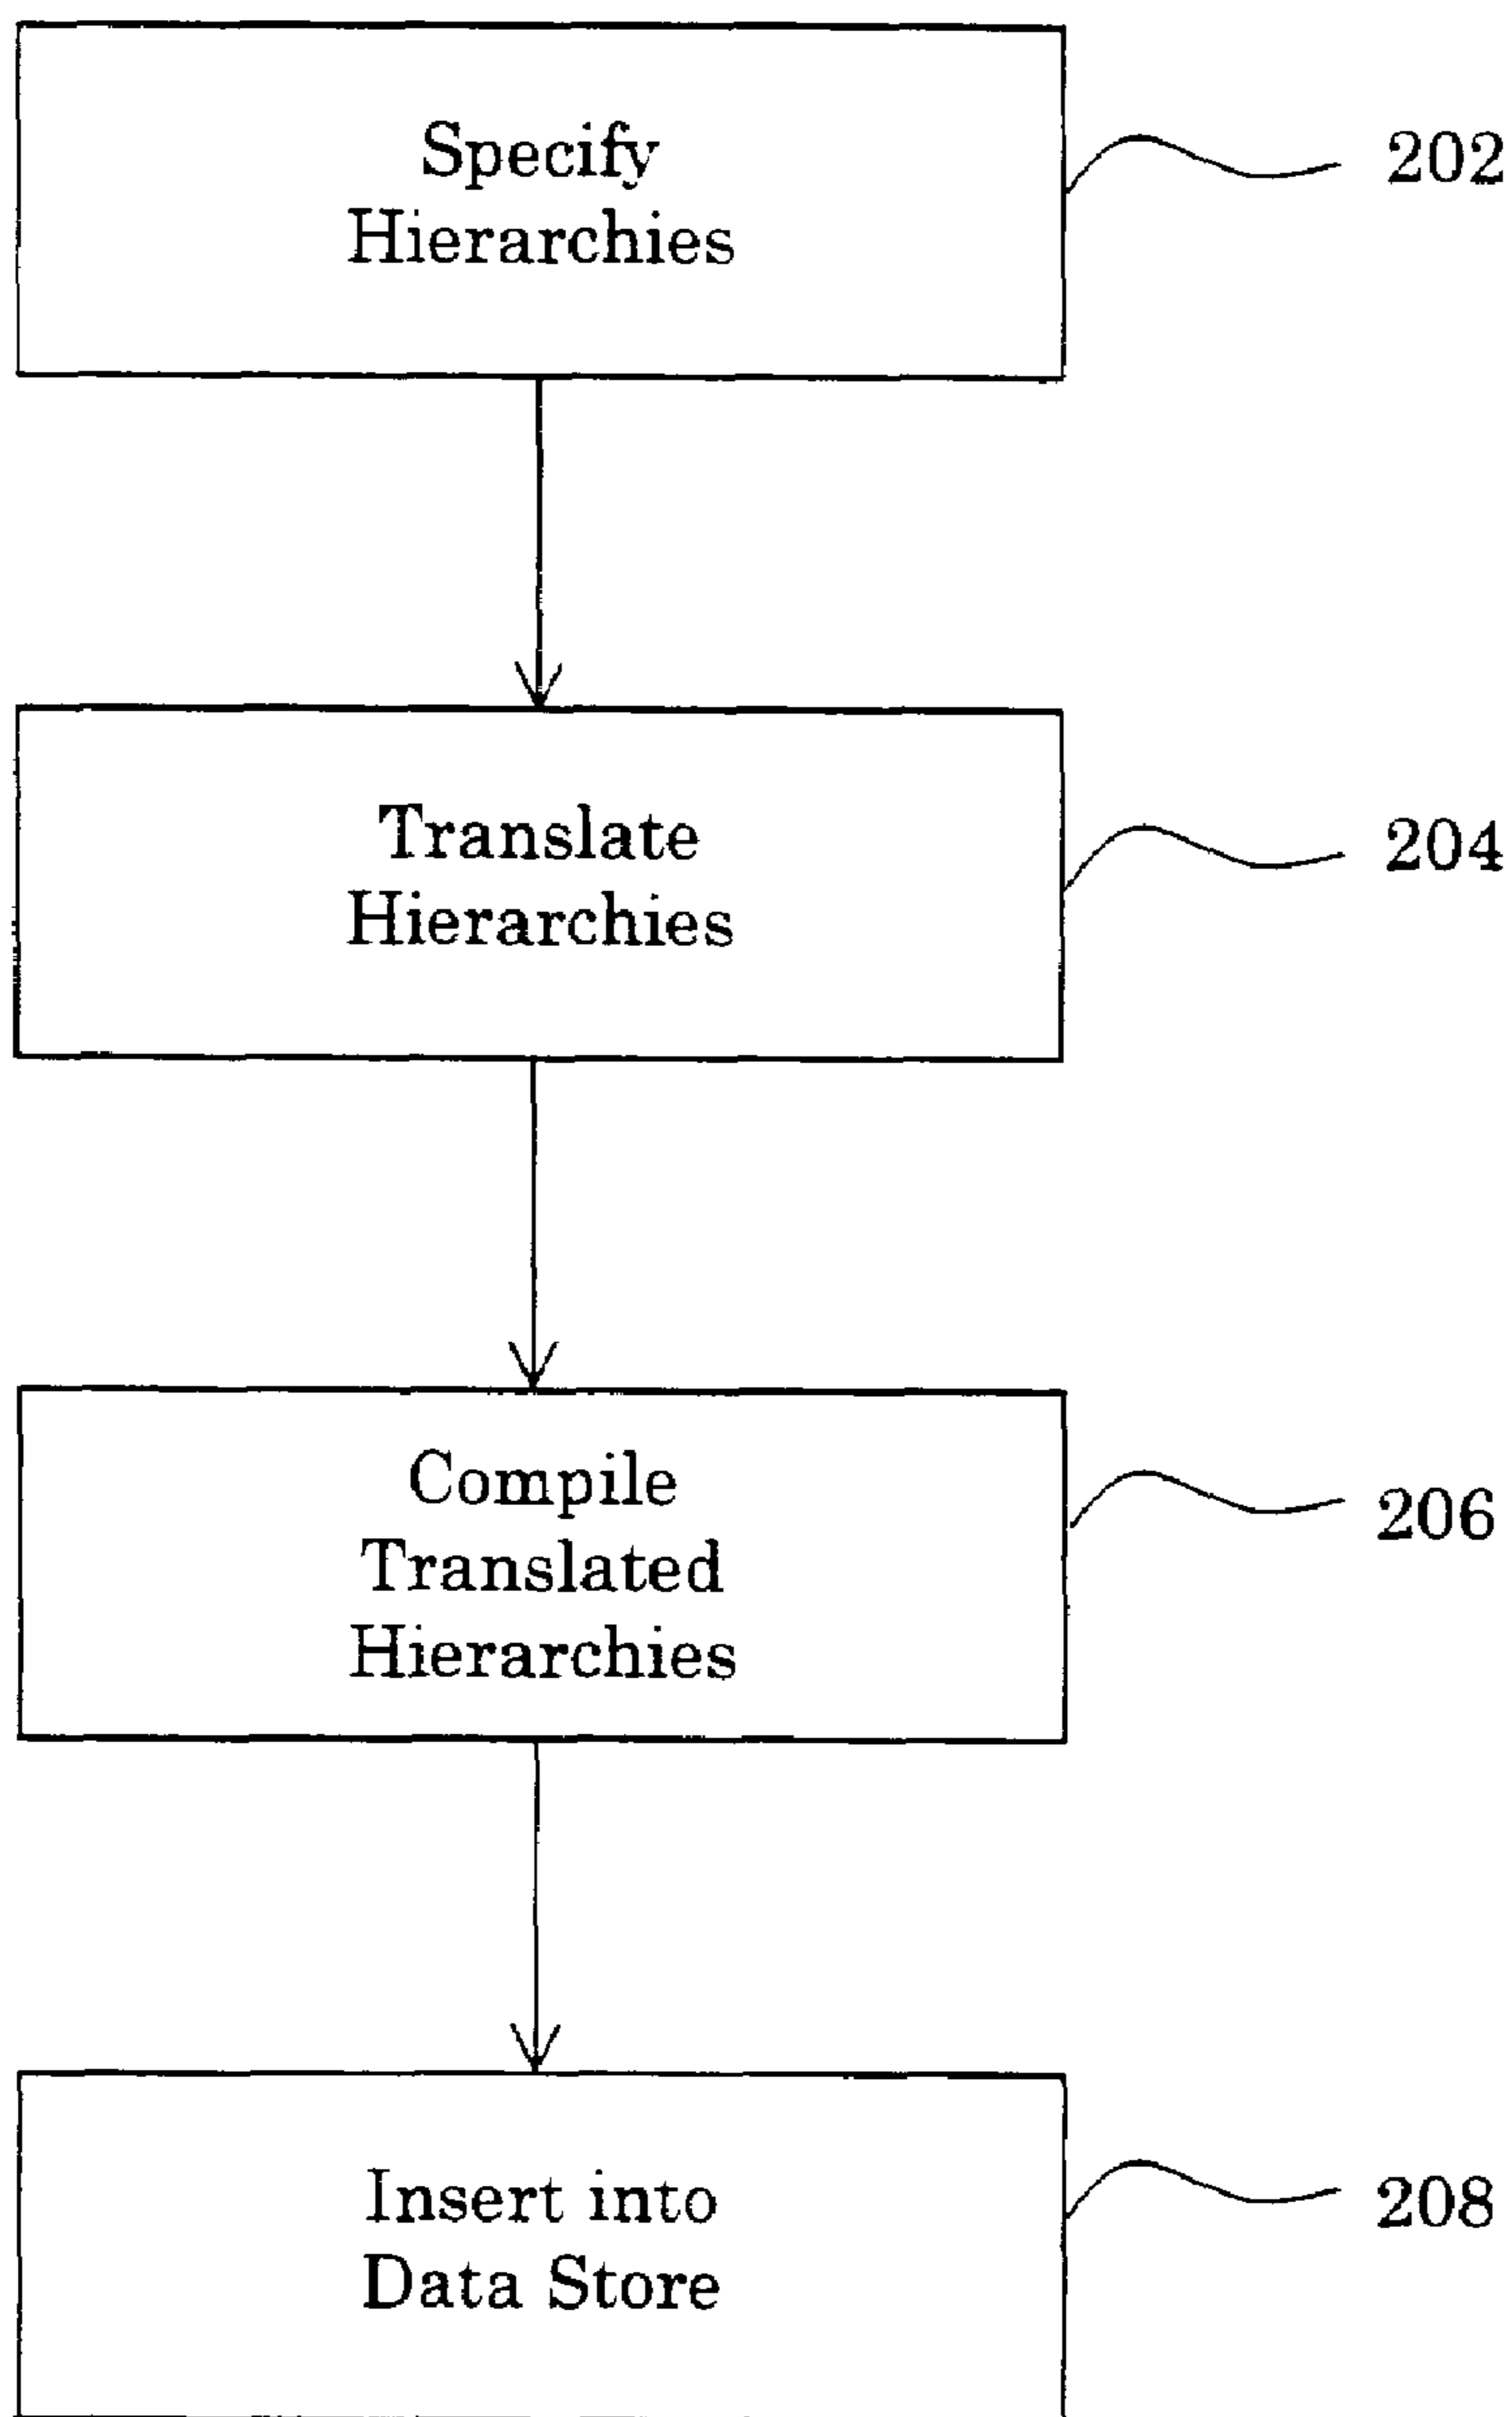 Specify
Hierarchies
202
Translate
Hierarchies
204
Compile
Translated
Hierarchies
206
Insert into
Data Store
208